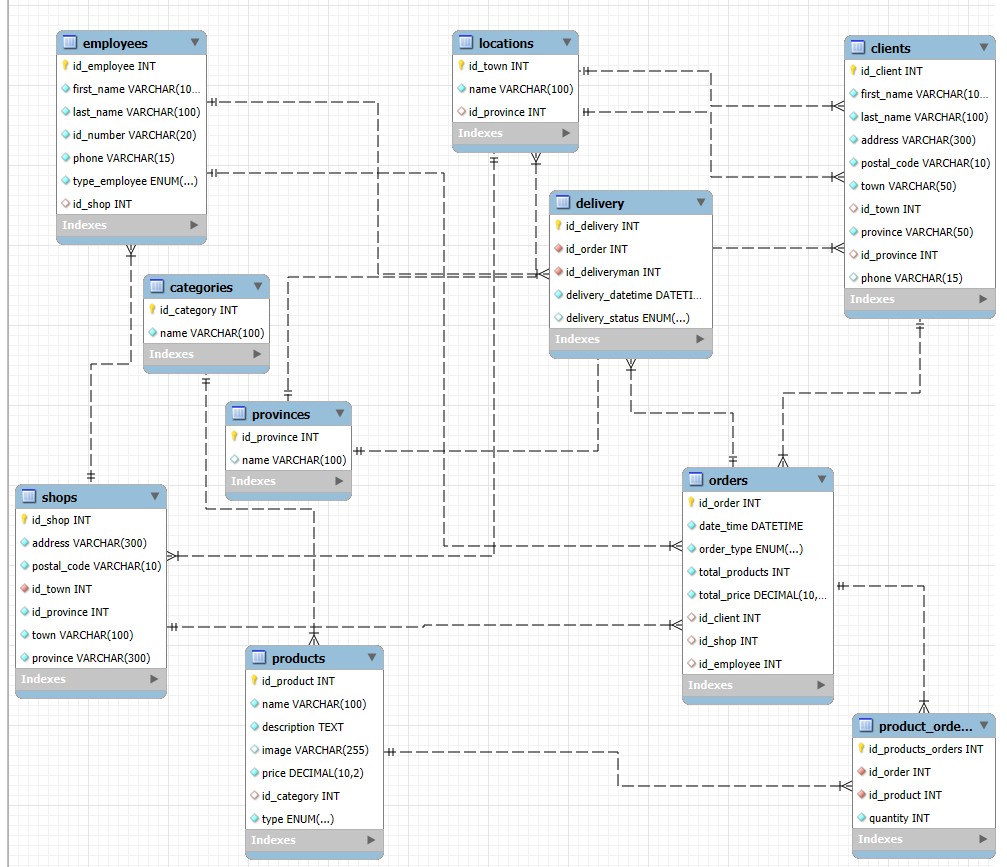 employees
id_employee INT
first_name VARCHAR(10...
last_name VARCHAR(100)
id_number VARCHAR(20)
phone VARCHAR(15)
type_employee ENUM(...)
id_shop INT
Indexes
locations
id_town INT
name VARCHAR(100)
id_province INT
Indexes
clients
id_client INT
first_name VARCHAR(10...
last_name VARCHAR(100)
address VARCHAR(300)
postal_code VARCHAR(10)
town VARCHAR(50)
id_town INT
province VARCHAR(50)
id_province INT
phone VARCHAR(15)
Indexes
delivery
id_delivery INT
id_order INT
id_deliveryman INT
delivery_datetime DATETI...
delivery_status ENUM(...)
Indexes
categories
id_category INT
name VARCHAR(100)
Indexes
provinces
id_province INT
name VARCHAR(100)
Indexes
shops
id_shop INT
address VARCHAR(300)
postal_code VARCHAR(10)
id_town INT
id_province INT
town VARCHAR(100)
province VARCHAR(300)
Indexes
orders
id_order INT
date_time DATETIME
order_type ENUM(...)
total_products INT
total_price DECIMAL(10,...
id_client INT
id_shop INT
id_employee INT
Indexes
products
id_product INT
name VARCHAR(100)
description TEXT
image VARCHAR(255)
price DECIMAL(10,2)
id_category INT
type ENUM(...)
Indexes
product_orde...
id_products_orders INT
id_order INT
id_product INT
quantity INT
Indexes